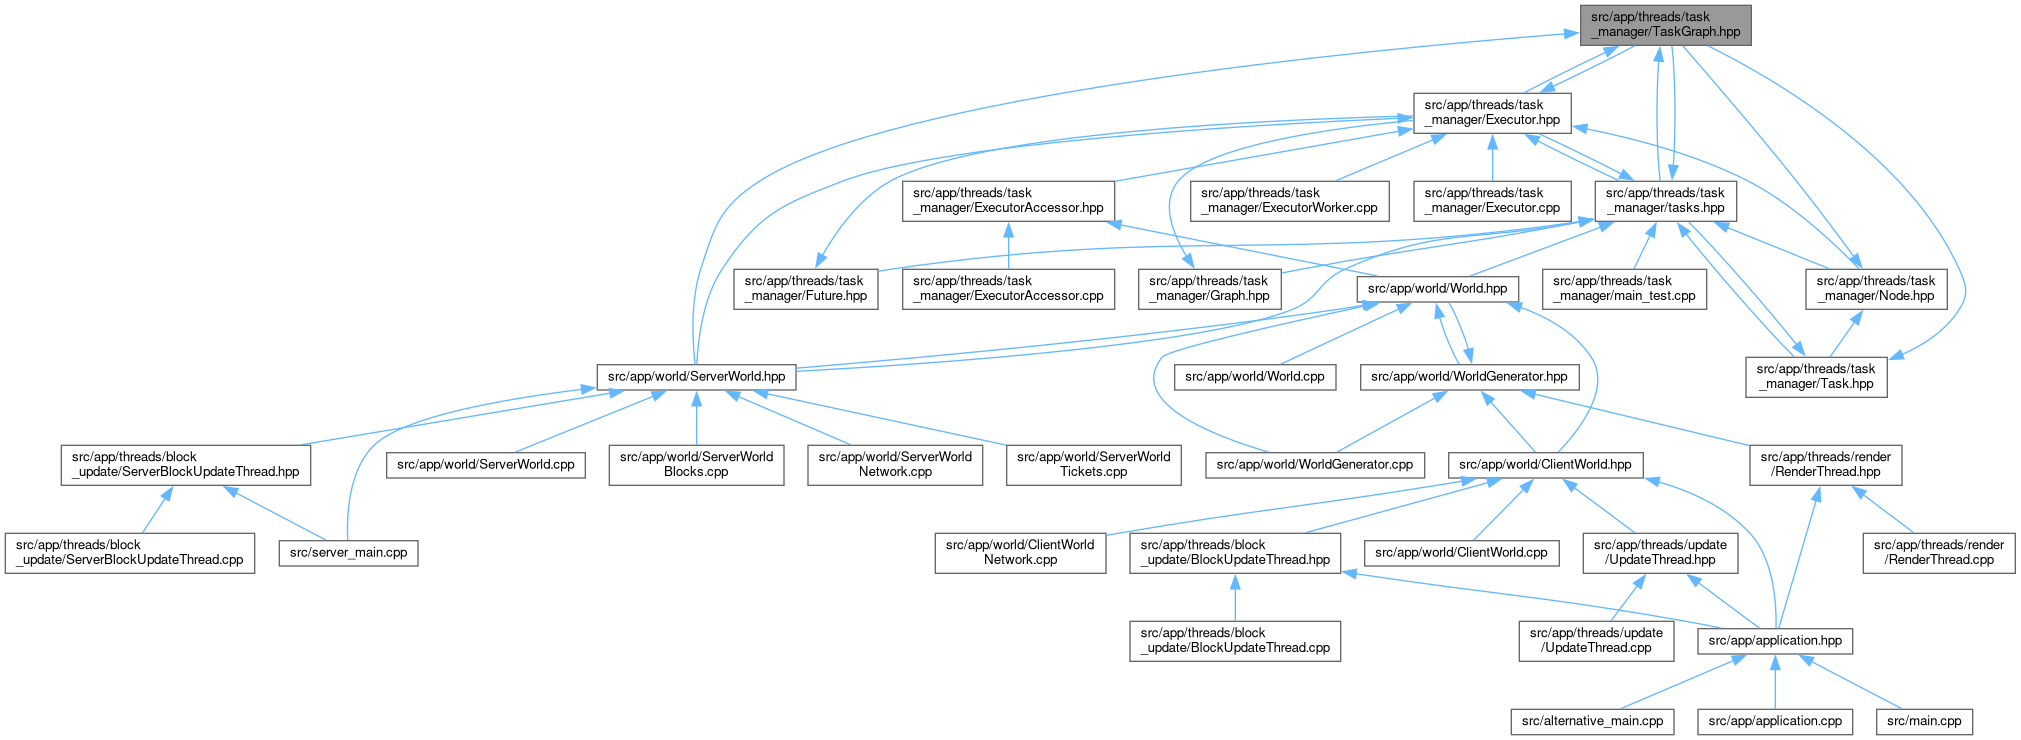 src/app/threads/task
_manager/TaskGraph.hpp
src/app/threads/task
_manager/Executor.hpp
src/app/threads/task
_manager/ExecutorAccessor.hpp
src/app/threads/task
_manager/ExecutorWorker.cpp
src/app/threads/task
_manager/Executor.cpp
src/app/threads/task
_manager/tasks.hpp
src/app/threads/task
_manager/Future.hpp
src/app/threads/task
_manager/ExecutorAccessor.cpp
src/app/threads/task
_manager/Graph.hpp
src/app/world/World.hpp
src/app/threads/task
_manager/main_test.cpp
src/app/threads/task
_manager/Node.hpp
src/app/world/ServerWorld.hpp
src/app/world/World.cpp
src/app/world/WorldGenerator.hpp
src/app/threads/task
_manager/Task.hpp
src/app/threads/block
_update/ServerBlockUpdateThread.hpp
src/app/world/ServerWorld.cpp
src/app/world/ServerWorld
Blocks.cpp
src/app/world/ServerWorld
Network.cpp
src/app/world/ServerWorld
Tickets.cpp
src/app/world/WorldGenerator.cpp
src/app/world/ClientWorld.hpp
src/app/threads/render
/RenderThread.hpp
src/app/threads/block
_update/ServerBlockUpdateThread.cpp
src/server_main.cpp
src/app/world/ClientWorld
Network.cpp
src/app/threads/block
_update/BlockUpdateThread.hpp
src/app/world/ClientWorld.cpp
src/app/threads/update
/UpdateThread.hpp
src/app/threads/render
/RenderThread.cpp
src/app/threads/block
_update/BlockUpdateThread.cpp
src/app/threads/update
/UpdateThread.cpp
src/app/application.hpp
src/alternative_main.cpp
src/app/application.cpp
src/main.cpp